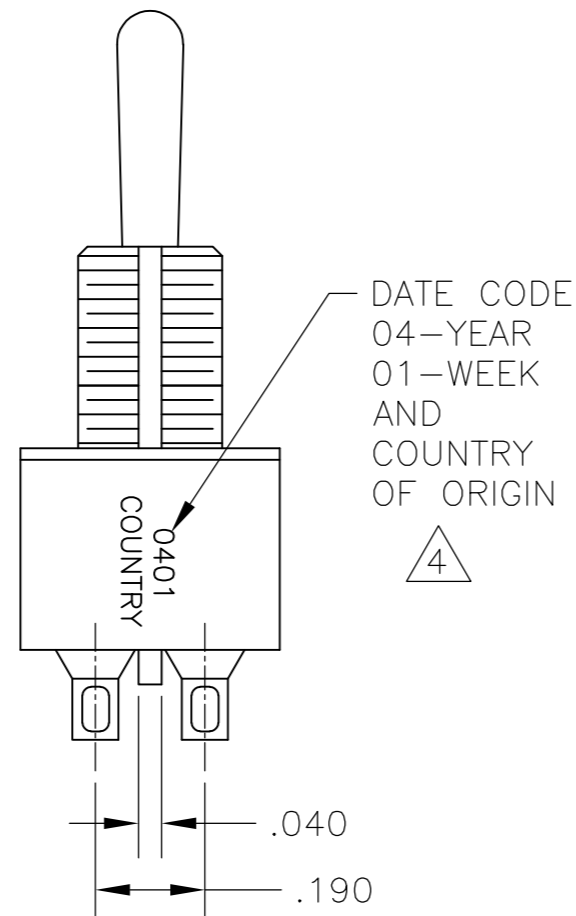 DATE CODE
04-YEAR
01-WEEK
AND
COUNTRY
OF ORIGIN
4
0401
COUNTRY
.040
.190